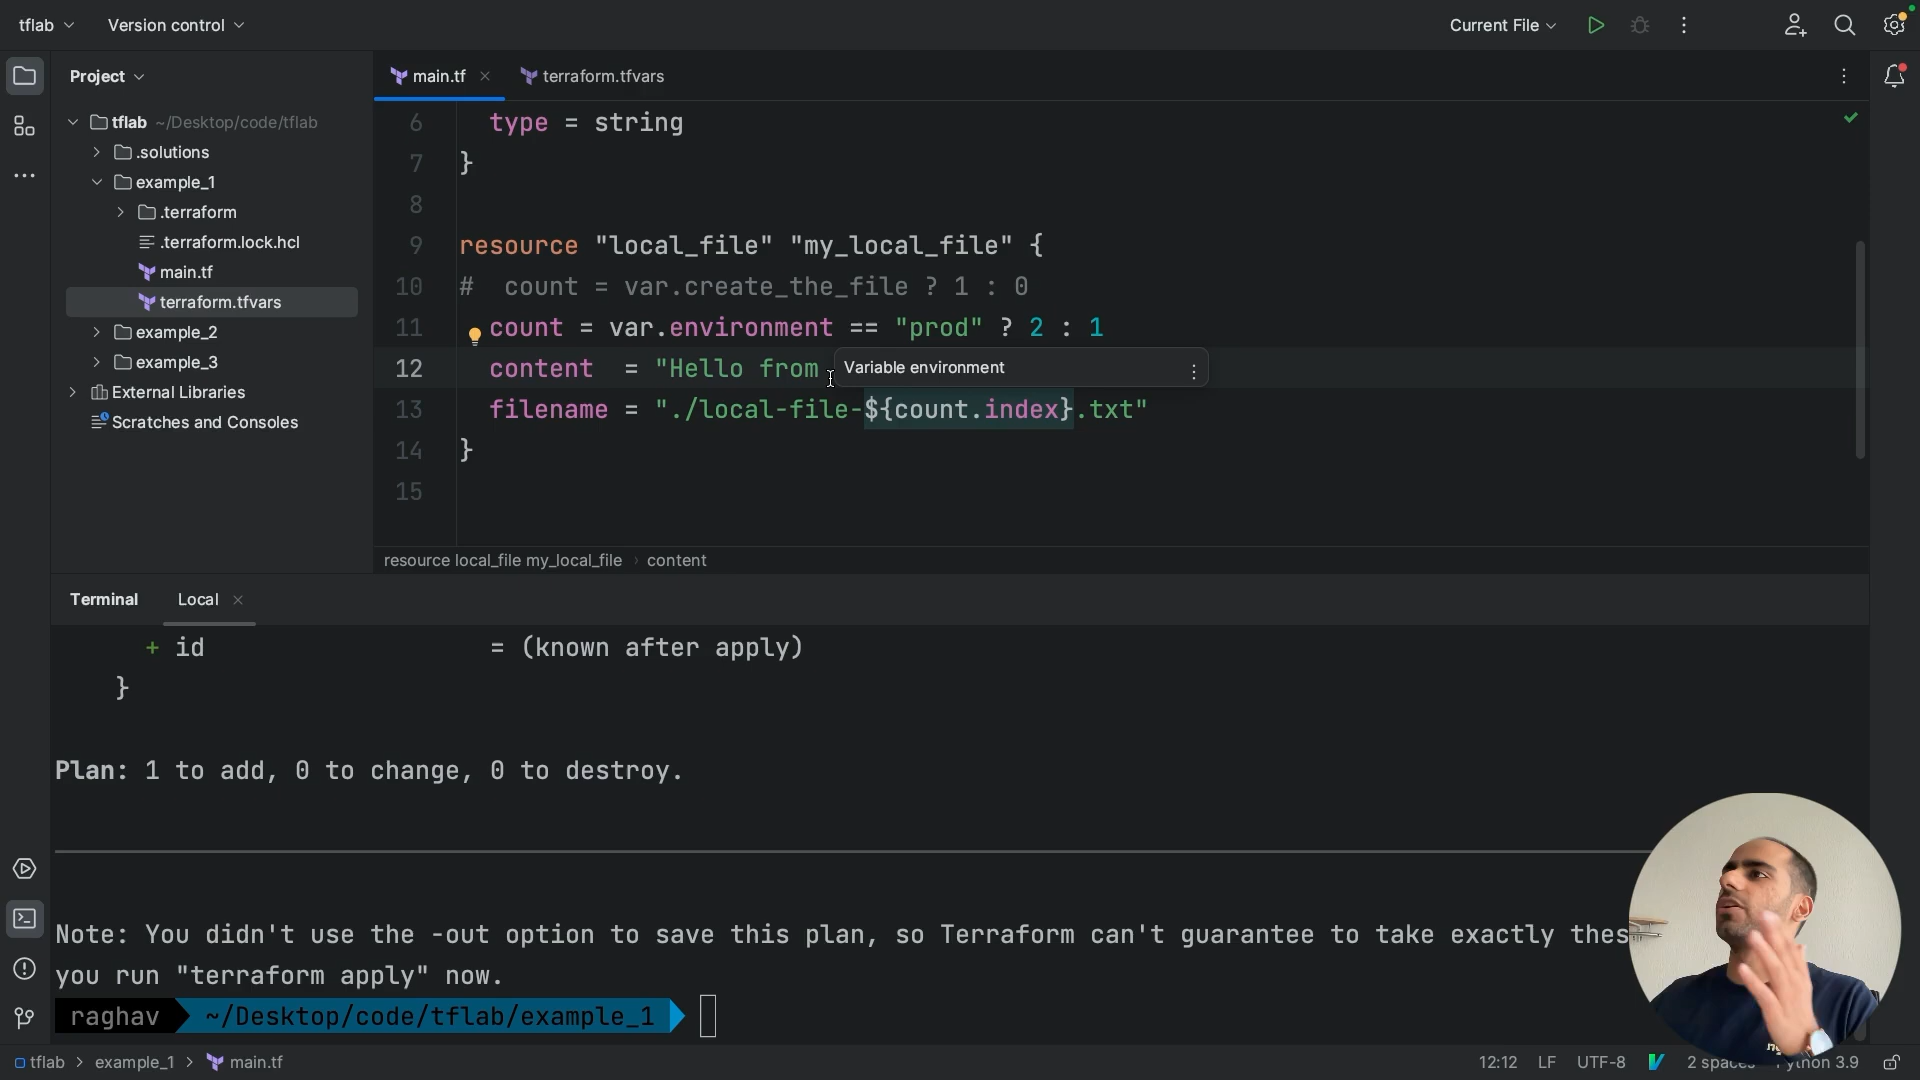 tflab
Version control
Current File
Project
main.tf
terraform.tfvars
tflab ~/Desktop/code/tflab
.solutions
example_1
.terraform
.terraform.lock.hcl
main.tf
terraform.tfvars
example_2
example_3
External Libraries
Scratches and Consoles
6 type = string
7 }
8
9 resource "local_file" "my_local_file" {
10 # count = var.create_the_file ? 1 : 0
11 count = var.environment == "prod" ? 2 : 1
12 content = "Hello from
Variable environment
13 filename = "./local-file-${count.index}.txt"
14 }
15
resource local_file my_local_file › content
Terminal
Local
+ id = (known after apply)
}
Plan: 1 to add, 0 to change, 0 to destroy.
Note: You didn't use the -out option to save this plan, so Terraform can't guarantee to take exactly thes
you run "terraform apply" now.
raghav ~/Desktop/code/tflab/example_1
tflab > example_1 > main.tf
12:12 LF UTF-8 2 spaces Python 3.9